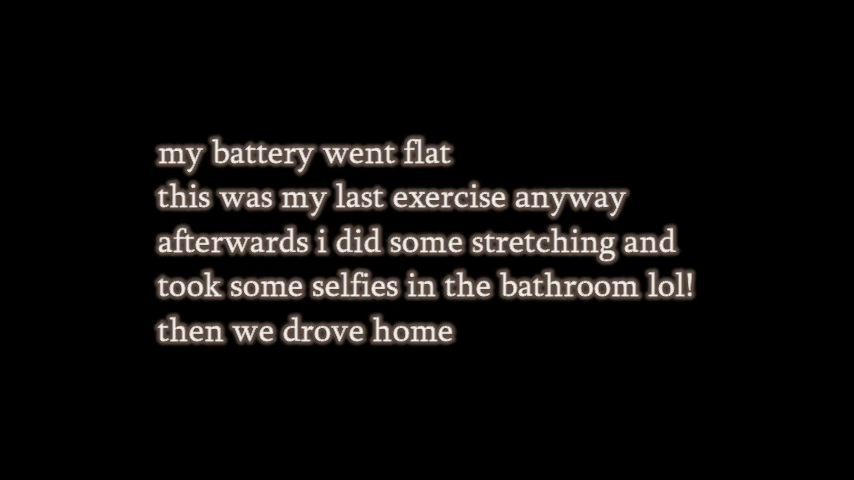 my battery went flat
this was my last exercise anyway
afterwards i did some stretching and
took some selfies in the bathroom lol!
then we drove home